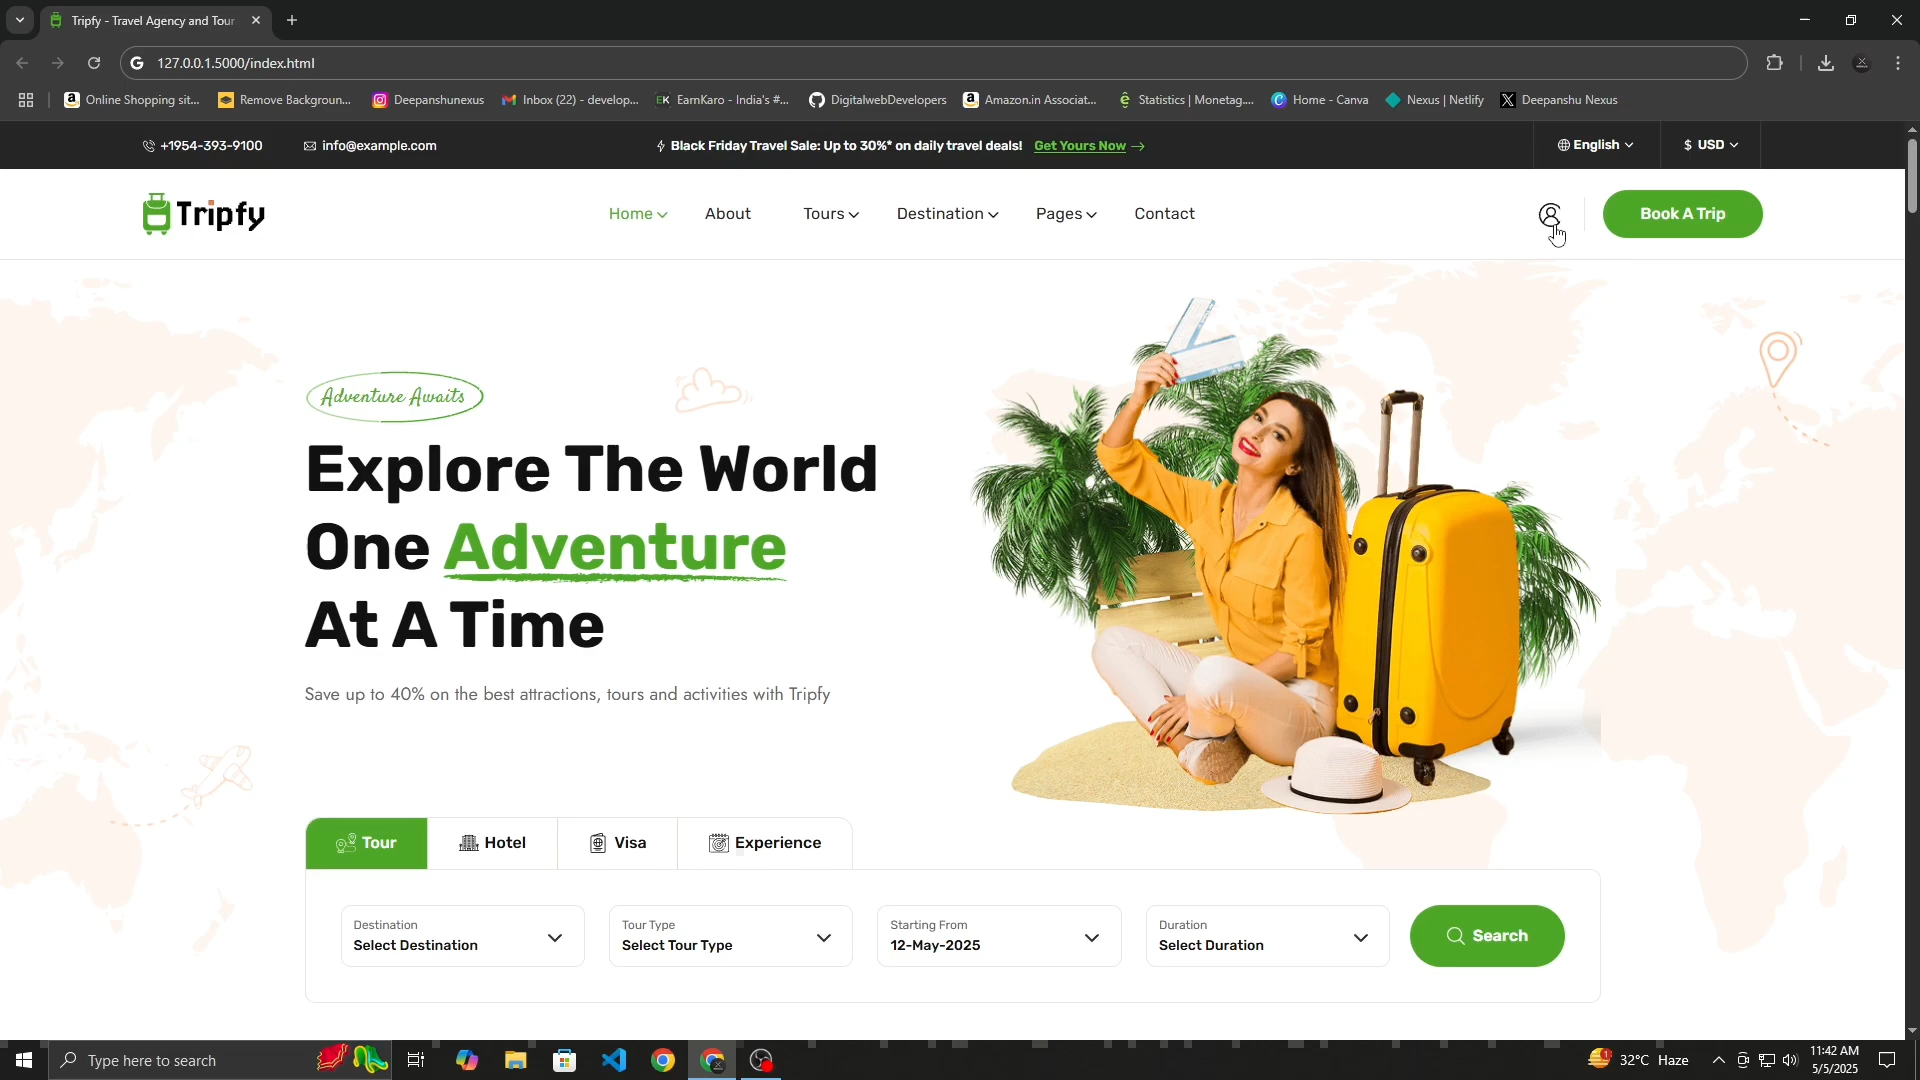 Tripfy - Travel Agency and Tour
127.0.0.1:5000/index.html
Online Shopping sit...
Remove Backgroun...
Deepanshunexus
Inbox (22) - develop...
EarnKaro - India's #...
DigitalwebDevelopers
Amazon.in Associat...
Statistics | Monetag....
Home - Canva
Nexus | Netlify
Deepanshu Nexus
+1954-393-9100
info@example.com
Black Friday Travel Sale: Up to 30%* on daily travel deals! Get Yours Now
English
$ USD
Tripfy
Home
About
Tours
Destination
Pages
Contact
Book A Trip
Adventure Awaits
Explore The World
One Adventure
At A Time
Save up to 40% on the best attractions, tours and activities with Tripfy
Tour
Hotel
Visa
Experience
Destination
Select Destination
Tour Type
Select Tour Type
Starting From
12-May-2025
Duration
Select Duration
Search
Type here to search
1
32°C Haze
11:42 AM
5/5/2025